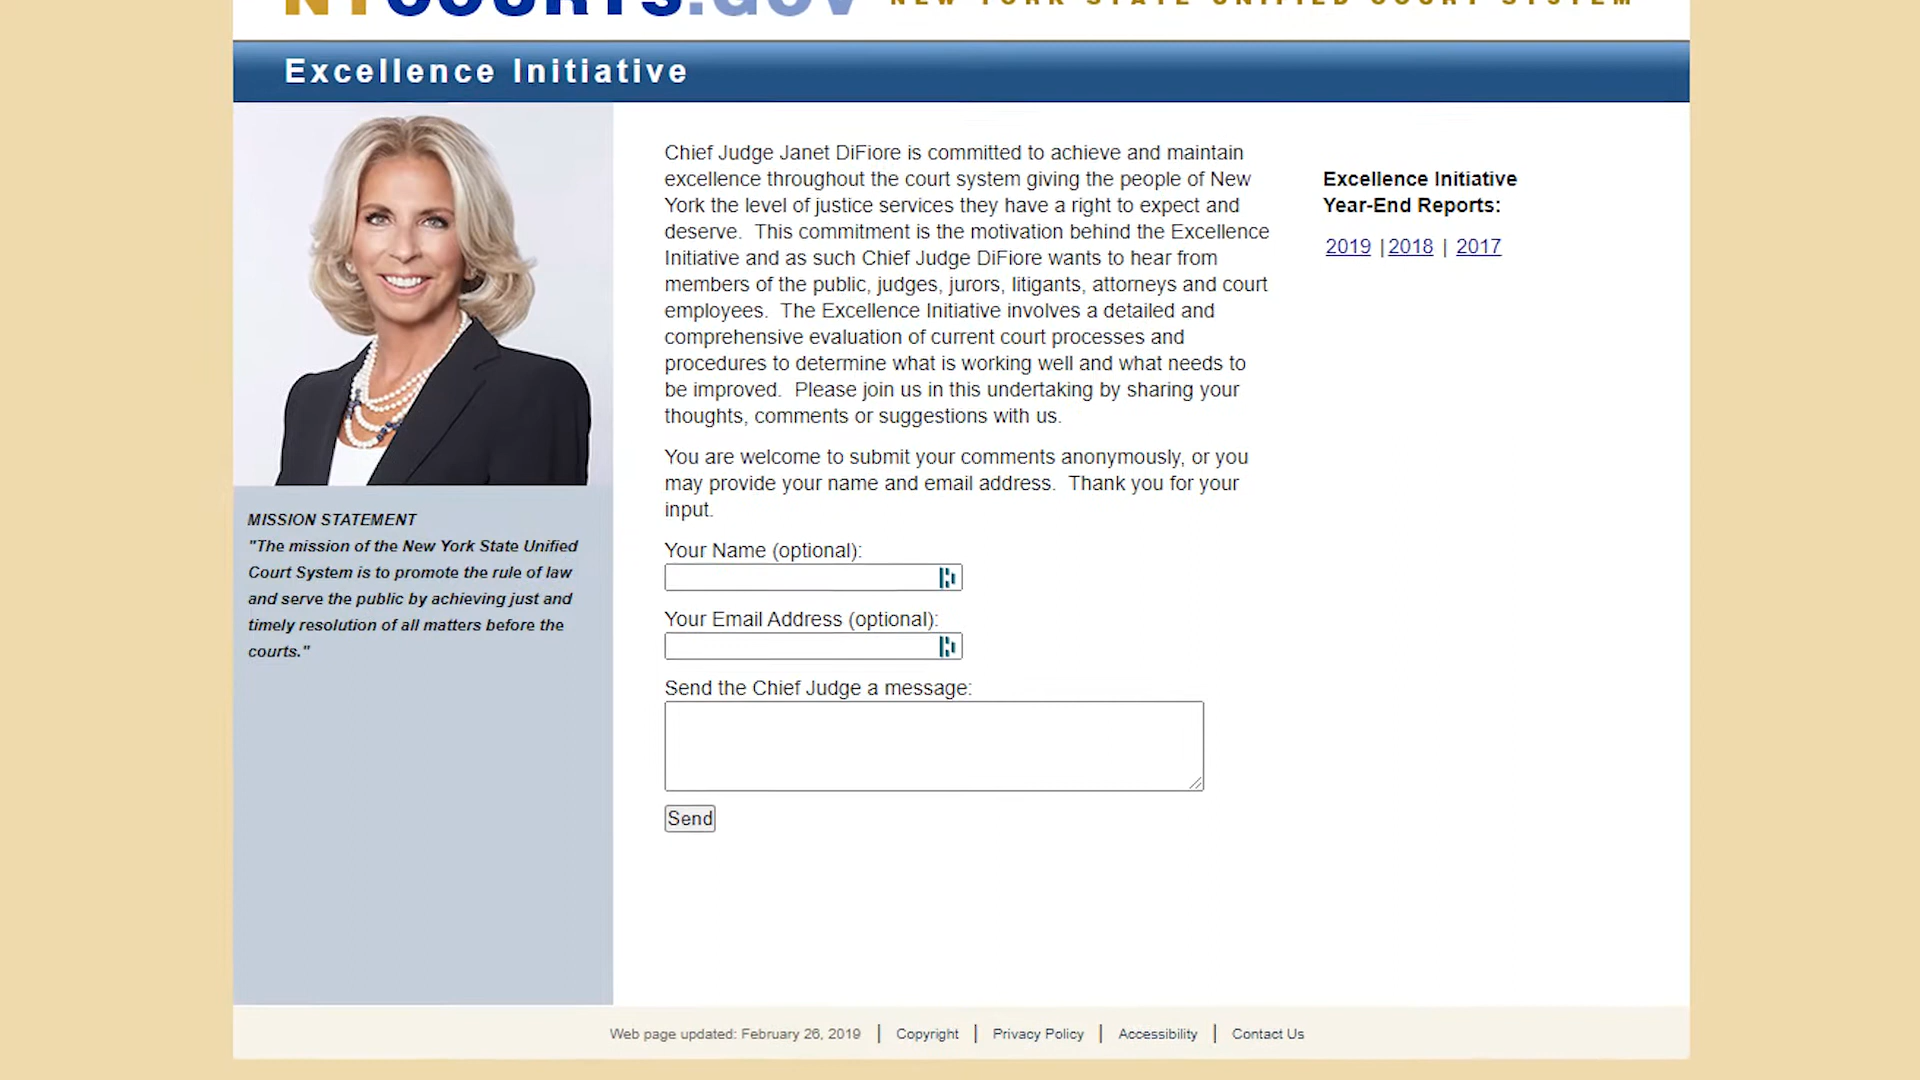 NYCOURTS.GOV NEW YORK STATE UNIFIED COURT SYSTEM
Excellence Initiative
MISSION STATEMENT
"The mission of the New York State Unified
Court System is to promote the rule of law
and serve the public by achieving just and
timely resolution of all matters before the
courts."
Chief Judge Janet DiFiore is committed to achieve and maintain
excellence throughout the court system giving the people of New
York the level of justice services they have a right to expect and
deserve. This commitment is the motivation behind the Excellence
Initiative and as such Chief Judge DiFiore wants to hear from
members of the public, judges, jurors, litigants, attorneys and court
employees. The Excellence Initiative involves a detailed and
comprehensive evaluation of current court processes and
procedures to determine what is working well and what needs to
be improved. Please join us in this undertaking by sharing your
thoughts, comments or suggestions with us.
You are welcome to submit your comments anonymously, or you
may provide your name and email address. Thank you for your
input.
Your Name (optional):
Your Email Address (optional):
Send the Chief Judge a message:
Send
Excellence Initiative
Year-End Reports:
2019 | 2018 | 2017
Web page updated: February 26, 2019 | Copyright | Privacy Policy | Accessibility | Contact Us